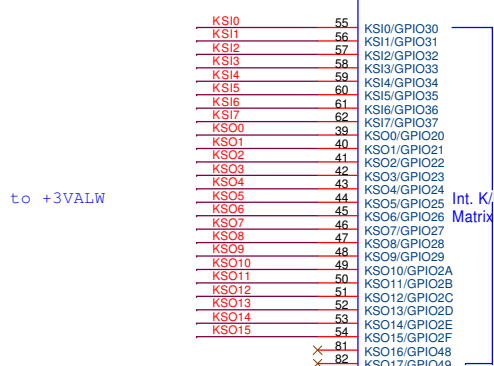 KSI0 55 KSI0/GPIO30
KSI1 56 KSI1/GPIO31
KSI2 57 KSI2/GPIO32
KSI3 58 KSI3/GPIO33
KSI4 59 KSI4/GPIO34
KSI5 60 KSI5/GPIO35
KSI6 61 KSI6/GPIO36
KSI7 62 KSI7/GPIO37
KSO0 39 KSO0/GPIO20
KSO1 40 KSO1/GPIO21
KSO2 41 KSO2/GPIO22
KSO3 42 KSO3/GPIO23
KSO4 43 KSO4/GPIO24
to +3VALW
KSO5 44 KSO5/GPIO25 Int. K/
KSO6 45 KSO6/GPIO26 Matrix
KSO7 46 KSO7/GPIO27
KSO8 47 KSO8/GPIO28
KSO9 48 KSO9/GPIO29
KSO10 49 KSO10/GPIO2A
KSO11 50 KSO11/GPIO2B
KSO12 51 KSO12/GPIO2C
KSO13 52 KSO13/GPIO2D
KSO14 53 KSO14/GPIO2E
KSO15 54 KSO15/GPIO2F
81 KSO16/GPIO48
82 KSO17/GPIO49